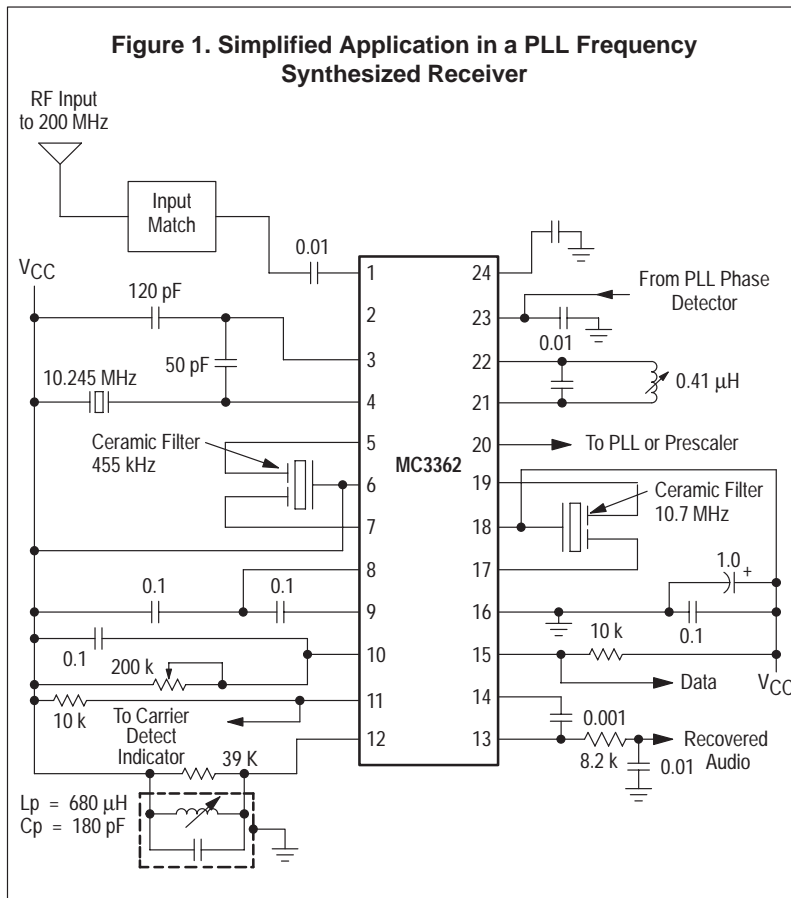 Figure 1. Simplified Application in a PLL Frequency
Synthesized Receiver
RF Input
to 200 MHz
Input
Match
0.01
VCC
120 pF
50 pF
10.245 MHz
Ceramic Filter
455 kHz
0.1
0.1
0.1
200 k
10 k
To Carrier
Detect
Indicator
39 K
Lp = 680 µH
Cp = 180 pF
1
2
3
4
5
6
7
8
9
10
11
12
MC3362
24
23
22
21
20
19
18
17
16
15
14
13
From PLL Phase
Detector
0.01
0.41 µH
To PLL or Prescaler
Ceramic Filter
10.7 MHz
1.0
+
0.1
10 k
Data
VCC
0.001
8.2 k
0.01
Recovered
Audio